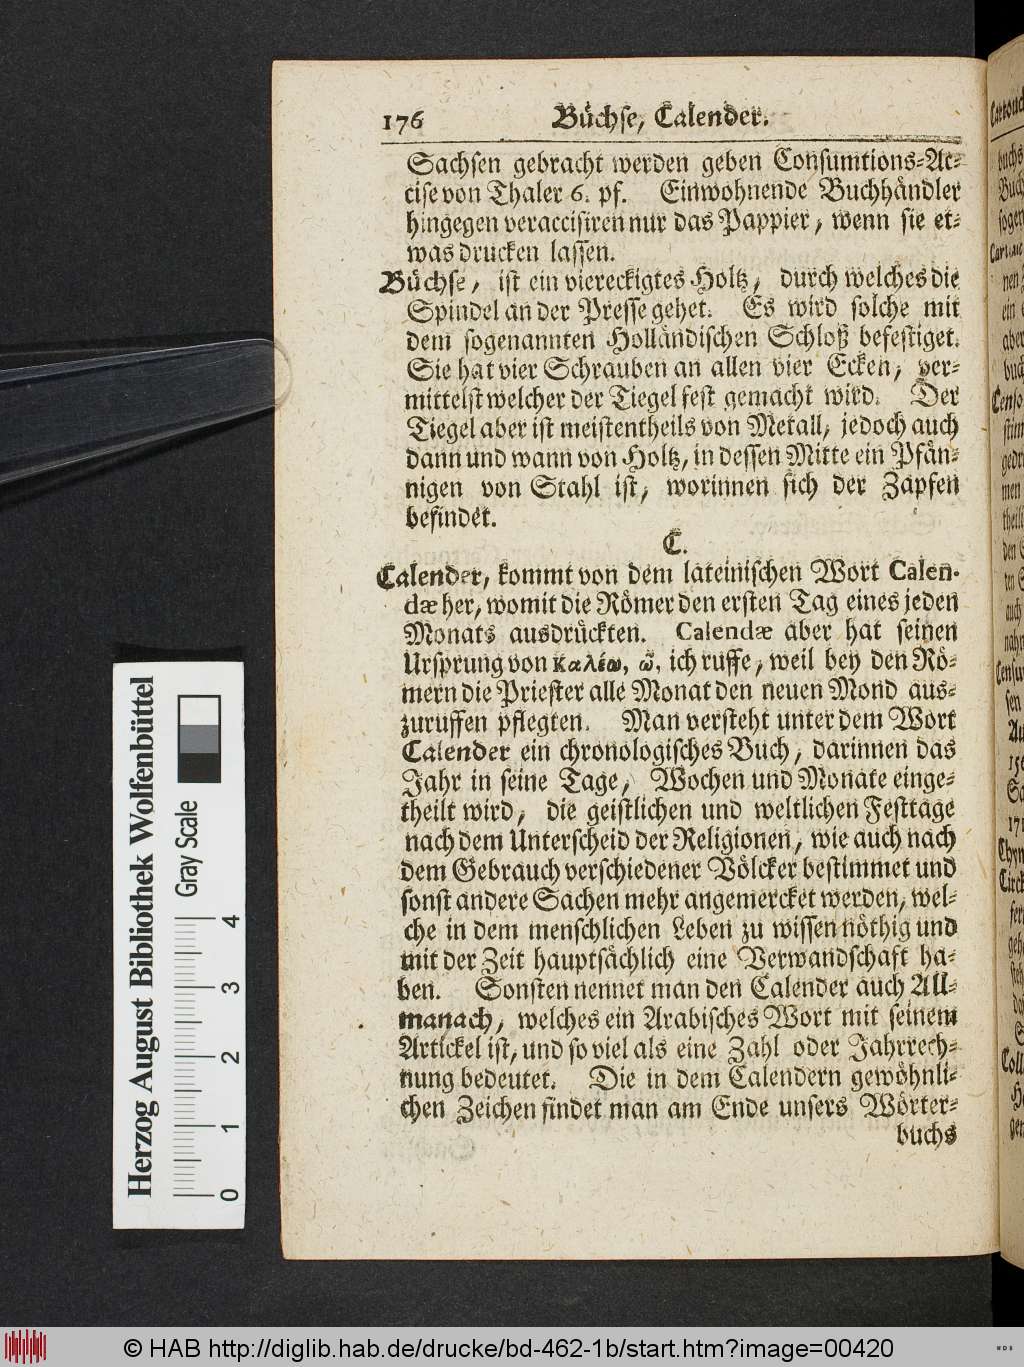 176 Büchse, Calender.
Sachsen gebracht werden geben Consumtions-Ac-
cise von Thaler 6. pf. Einwohnende Buchhändler
hingegen veraccisiren nur das Pappier, wenn sie et-
was drucken lassen.
Büchse, ist ein viereckigtes Holtz, durch welches die
Spindel an der Presse gehet. Es wird solche mit
dem sogenannten Holländischen Schloß befestiget.
Sie hat vier Schrauben an allen vier Ecken, ver-
mittelst welcher der Tiegel fest gemacht wird. Der
Tiegel aber ist meistentheils von Metall, jedoch auch
dann und wann von Holtz, in dessen Mitte ein Pfän-
nigen von Stahl ist, worinnen sich der Zapfen
befindet.
C.
Calender, kommt von dem lateinischen Wort Calen-
dæ her, womit die Römer den ersten Tag eines jeden
Monats ausdrückten. Calendæ aber hat seinen
Ursprung von καλέω, ῶ, ich ruffe, weil bey den Rö-
mern die Priester alle Monat den neuen Mond aus-
zuruffen pflegten. Man versteht unter dem Wort
Calender ein chronologisches Buch, darinnen das
Jahr in seine Tage, Wochen und Monate einge-
theilt wird, die geistlichen und weltlichen Festtäge
nach dem Unterscheid der Religionen, wie auch nach
dem Gebrauch verschiedener Völcker bestimmet und
sonst andere Sachen mehr angemercket werden, wel-
che in dem menschlichen Leben zu wissen nöthig und
mit der Zeit hauptsächlich eine Verwandschaft ha-
ben. Sonsten nennet man den Calender auch All-
manach, welches ein Arabisches Wort mit seinem
Artickel ist, und so viel als eine Zahl oder Jahrrech-
nung bedeutet. Die in dem Calendern gewöhnli-
chen Zeichen findet man am Ende unsers Wörter-
buchs
Herzog August Bibliothek Wolfenbüttel
Gray Scale
0 1 2 3 4
© HAB http://diglib.hab.de/drucke/bd-462-1b/start.htm?image=00420